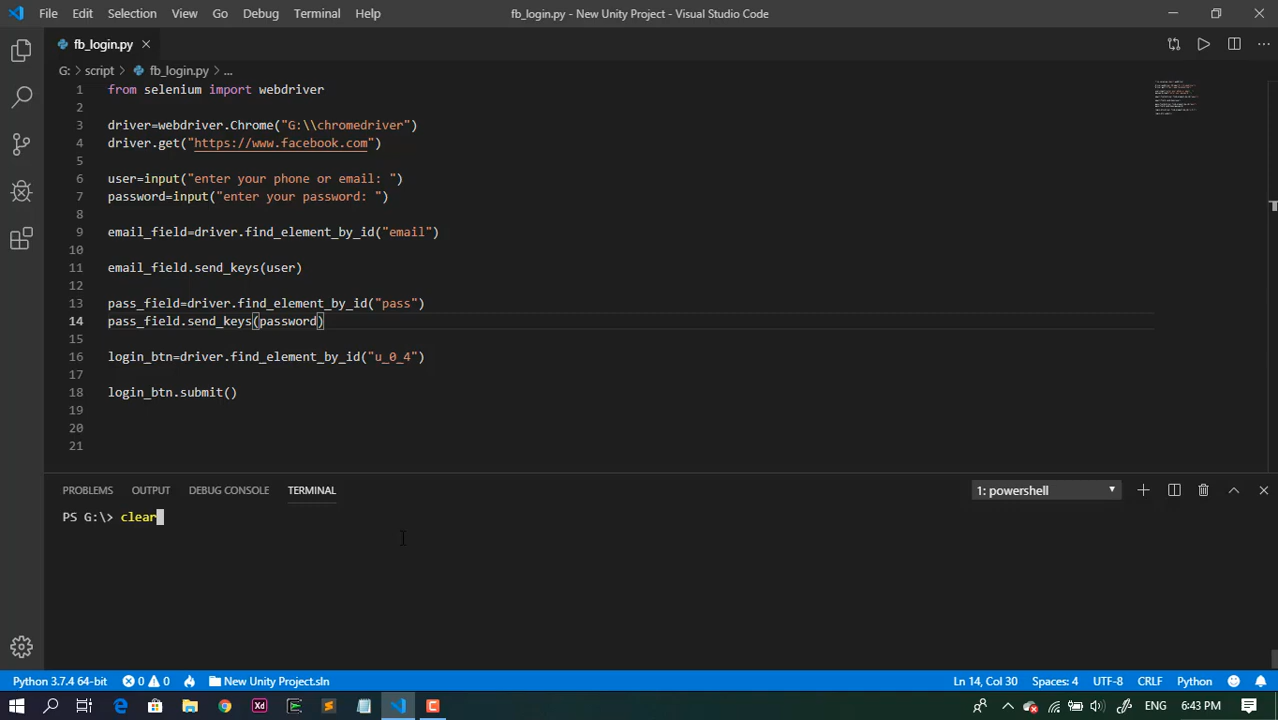 File Edit Selection View Go Debug Terminal Help fb_login.py - New Unity Project - Visual Studio Code
fb_login.py
G: > script > fb_login.py > ...
1 from selenium import webdriver
2
3 driver=webdriver.Chrome("G:\\chromedriver")
4 driver.get("https://www.facebook.com")
5
6 user=input("enter your phone or email: ")
7 password=input("enter your password: ")
8
9 email_field=driver.find_element_by_id("email")
10
11 email_field.send_keys(user)
12
13 pass_field=driver.find_element_by_id("pass")
14 pass_field.send_keys(password)
15
16 login_btn=driver.find_element_by_id("u_0_4")
17
18 login_btn.submit()
19
20
21
PROBLEMS OUTPUT DEBUG CONSOLE TERMINAL 1: powershell
PS G:\> clear
Python 3.7.4 64-bit 0 0 New Unity Project.sln Ln 14, Col 30 Spaces: 4 UTF-8 CRLF Python
Xd ENG 6:43 PM